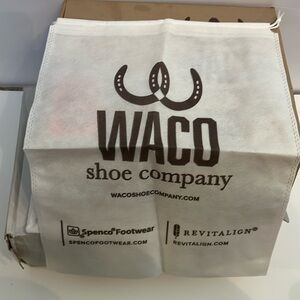 WACO
shoe company
WACOSHOECOMPANY.COM
Spenco® Footwear
SPENCOFOOTWEAR.COM
REVITALIGN®
REVITALIGN.COM